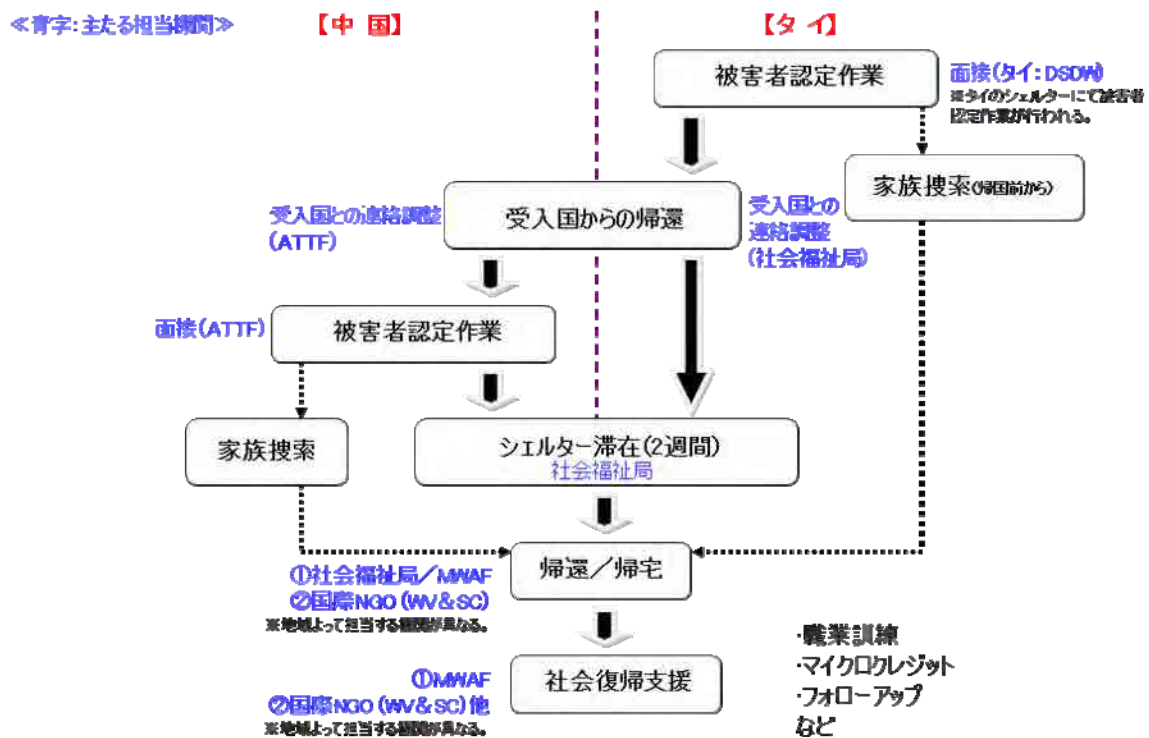 ≪青字:主たる担当機関≫
【中 国】
【タ イ】
被害者認定作業
面接(タイ:DSDW)
※タイのシェルターにて被害者
認定作業が行われる。
家族捜索(帰国前から)
受入国との連絡調整
(ATTF)
受入国からの帰還
受入国との
連絡調整
(社会福祉局)
面接(ATTF)
被害者認定作業
家族捜索
シェルター滞在(2週間)
社会福祉局
帰還/帰宅
①社会福祉局/MWAF
②国際NGO(WV&SC)
※地域よって担当する機関が異なる。
社会復帰支援
①MWAF
②国際NGO(WV&SC)他
※地域よって担当する機関が異なる。
・職業訓練
・マイクロクレジット
・フォローアップ
など